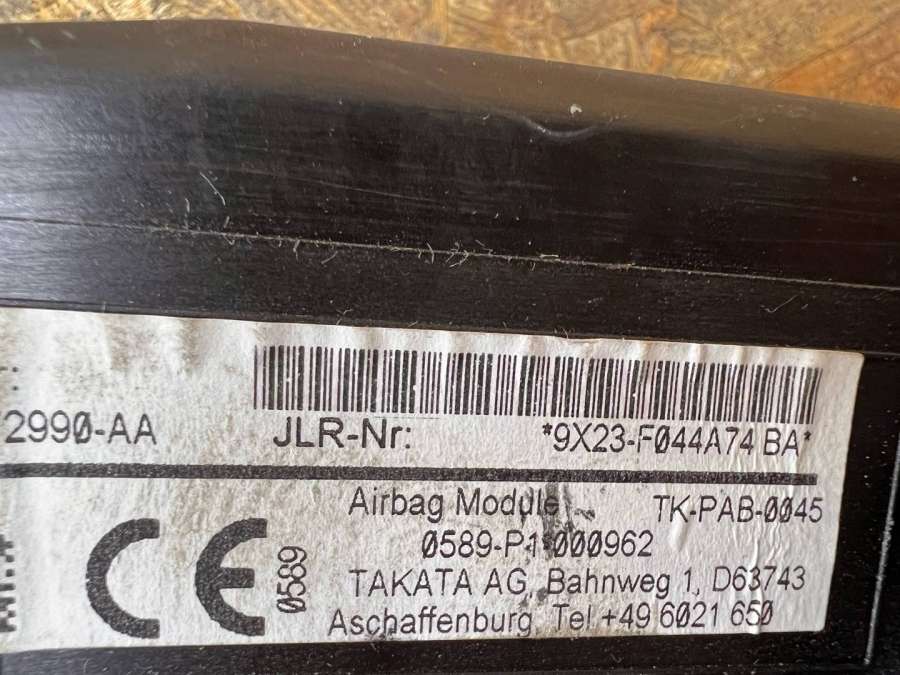 2990-AA
JLR-Nr: *9X23-F044A74 BA*
Airbag Module TK-PAB-0045
0589-P1-000962
CE 0589
TAKATA AG, Bahnweg 1, D63743
Aschaffenburg, Tel +49 6021 650